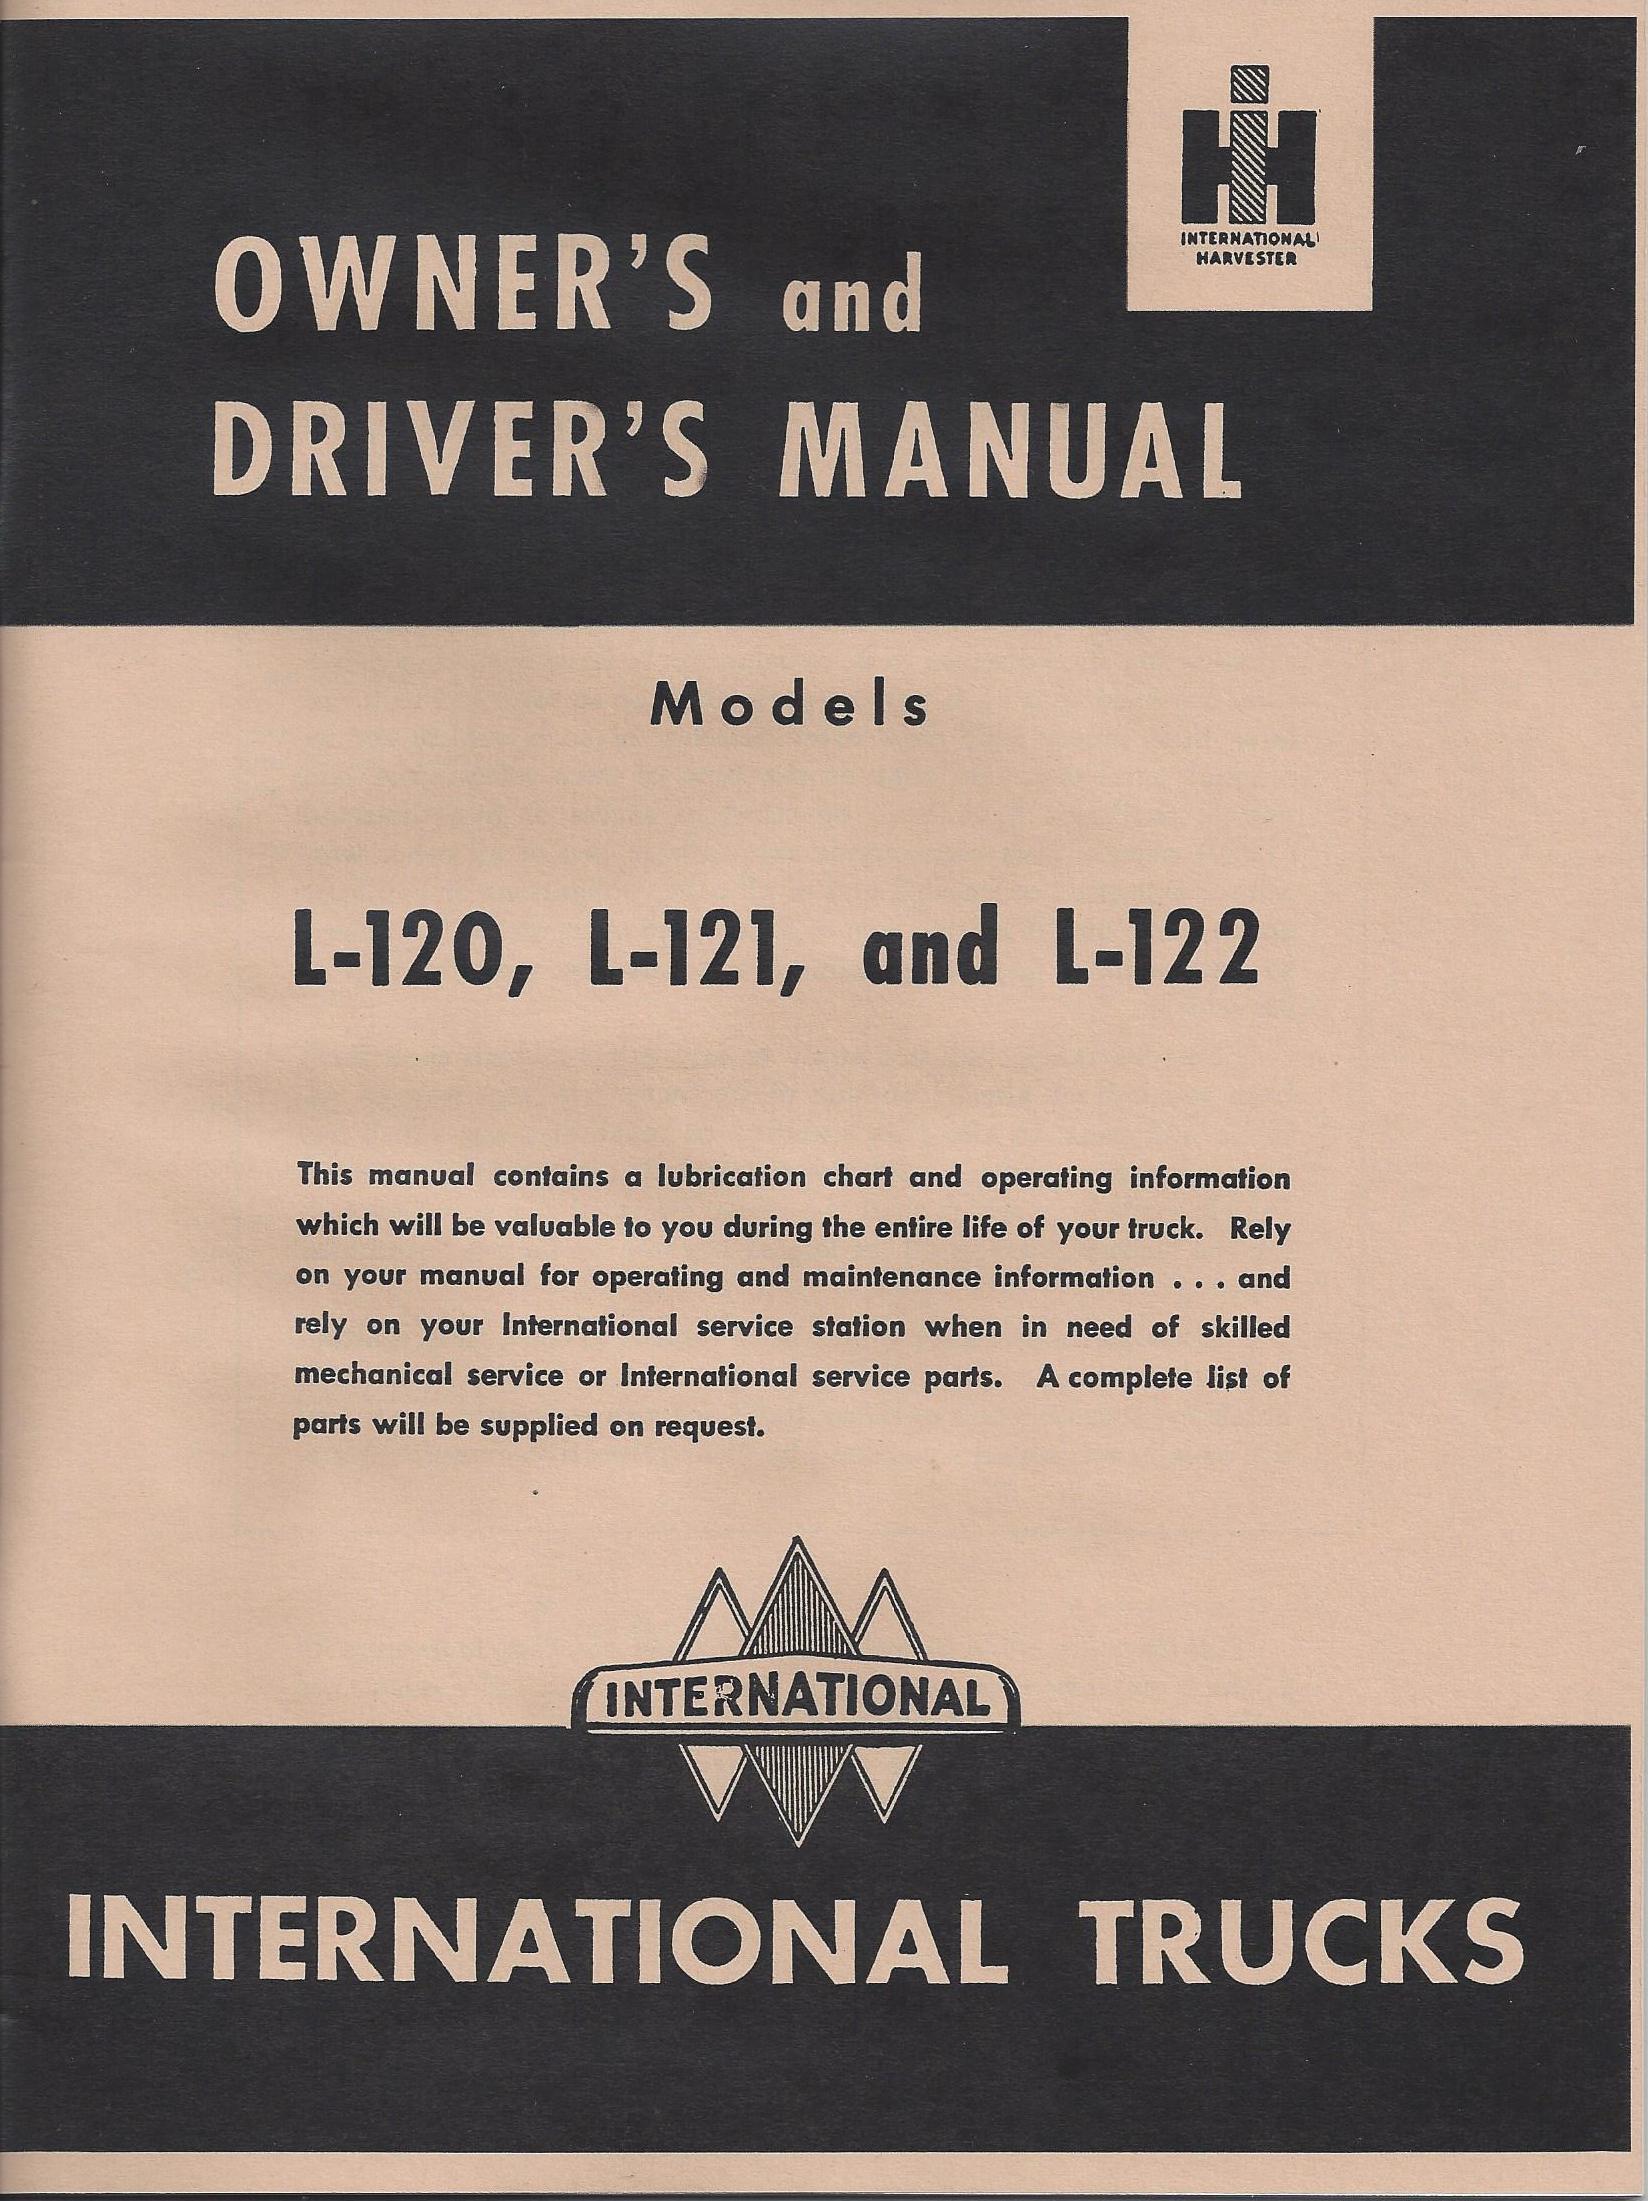 INTERNATIONAL
HARVESTER
OWNER'S and
DRIVER'S MANUAL
Models
L-120, L-121, and L-122
This manual contains a lubrication chart and operating information
which will be valuable to you during the entire life of your truck. Rely
on your manual for operating and maintenance information . . . and
rely on your International service station when in need of skilled
mechanical service or International service parts. A complete list of
parts will be supplied on request.
INTERNATIONAL
INTERNATIONAL TRUCKS